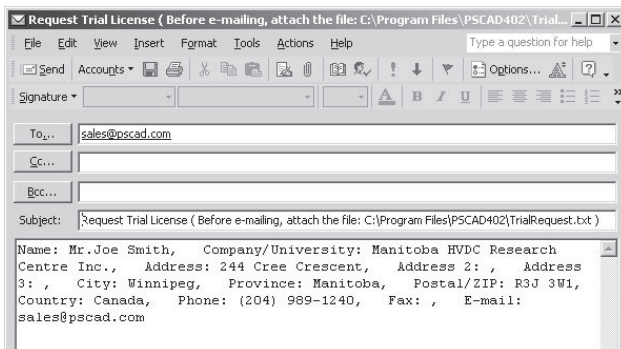 Request Trial License ( Before e-mailing, attach the file: C:\Program Files\PSCAD402\Trial...
File Edit View Insert Format Tools Actions Help Type a question for help
Send Accounts Options...
Signature A B I U
To... sales@pscad.com
Cc...
Bcc...
Subject: Request Trial License ( Before e-mailing, attach the file: C:\Program Files\PSCAD402\TrialRequest.txt )
Name: Mr.Joe Smith, Company/University: Manitoba HVDC Research
Centre Inc., Address: 244 Cree Crescent, Address 2: , Address
3: , City: Winnipeg, Province: Manitoba, Postal/ZIP: R3J 3W1,
Country: Canada, Phone: (204) 989-1240, Fax: , E-mail:
sales@pscad.com